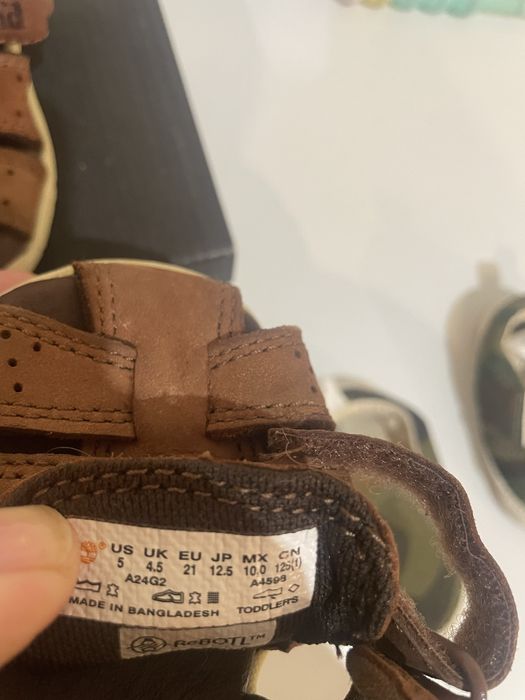 US UK EU JP MX CN
5 4.5 21 12.5 10.0 125(1)
A24G2 A4598
MADE IN BANGLADESH TODDLERS
ReBOTL™